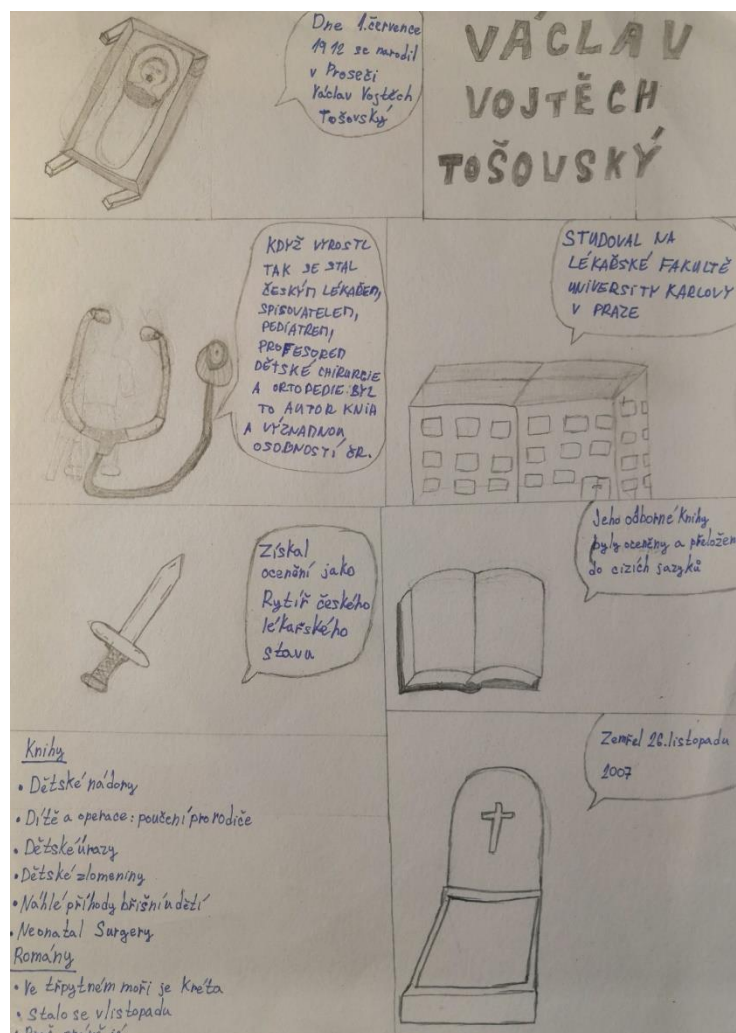 Dne 1. července
1912 se narodil
v Proseči
Václav Vojtěch
Tošovský
VÁCLAV
VOJTĚCH
TOŠOVSKÝ
KDYŽ VYROSTL
TAK SE STAL
ČESKÝM LÉKAŘEM,
SPISOVATELEM,
PEDIATREM,
PROFESOREM
DĚTSKÉ CHIRURGIE
A ORTOPEDIE. BYL
TO AUTOR KNIH
A VÝZNADNOU
OSOBNOSTÍ ČR.
STUDOVAL NA
LÉKAŘSKÉ FAKULTĚ
UNIVERSITY KARLOVY
V PRAZE
Získal
ocenění jako
Rytíř českého
lékařského
stavu
Jeho odborné knihy
byly oceněny a přeložen
do cizích jazyků
Knihy
• Dětské nádory
• Dítě a operace: poučení pro rodiče
• Dětské úrazy
• Dětské zlomeniny
• Náhlé příhody břišní u dětí
• Neonatal Surgery
Romány
• Ve třpytném moři je Kréta
• Stalo se v listopadu
Zemřel 26. listopadu
2007